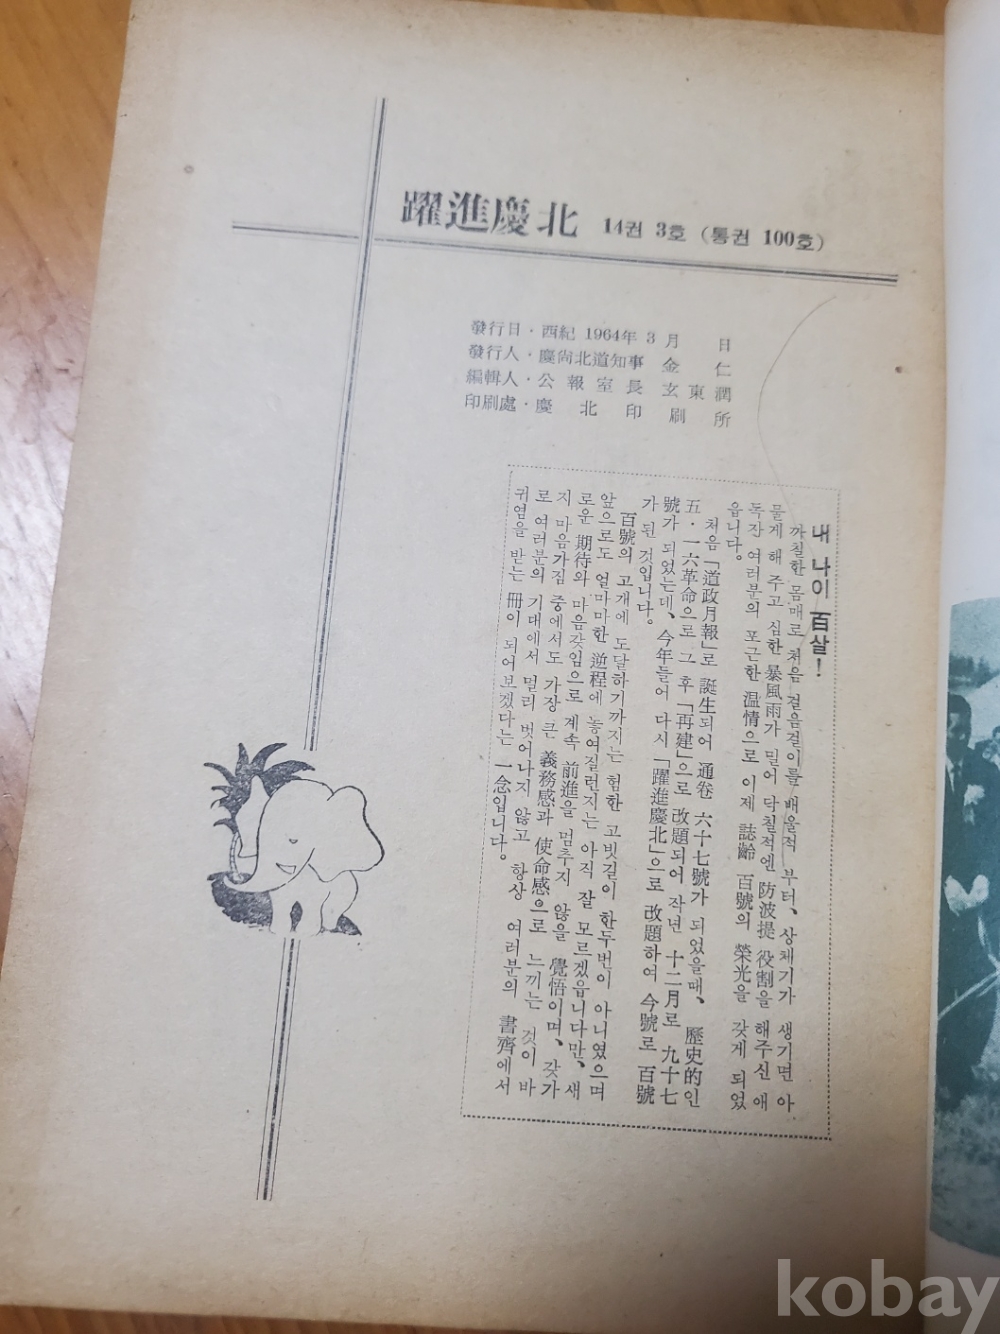 躍進慶北 14권 3호 (통권 100호)
發行日·西紀 1964年 3月 日
發行人·慶尙北道知事 金 仁
編輯人·公報室長 玄東潤
印刷處·慶北印刷所
내 나이 百살!
까칠한 몸매로 처음 걸음걸이를 배울적 부터、상채기가 생기면 아
물게 해 주고 심한 暴風雨가 밀어 닥칠적엔 防波提 役割을 해주신 애
독잔 여러분의 포근한 温情으로 이제 誌齡 百號의 榮光을 갖게 되었
읍니다。
처음「道政月報」로 誕生되어 通卷 六十七號가 되었을때、歷史的인
五·一六革命으로 그 후「再建」으로 改題되어 작년 十二月로 九十七
號가 되었는데、今年들어 다시「躍進慶北」으로 改題하여 今號로 百號
가 된 것입니다。
百號의 고개에 도달하기까지는 험한 고빗길이 한두번이 아니였으며
앞으로도 얼마마한 逆程에 놓여질런지는 아직 잘 모르겠읍니다만、새
로운 期待와 마음갖임으로 계속 前進을 멈추지 않을 覺悟이며、갖가
지 마음가짐 중에서도 가장 큰 義務感과 使命感으로 느끼는 것이 바
로 여러분의 기대에서 멀리 벗어나지 않고 항상 여러분의 書齊에서
귀염을 받는 冊이 되어보겠다는 一念입니다。
kobay